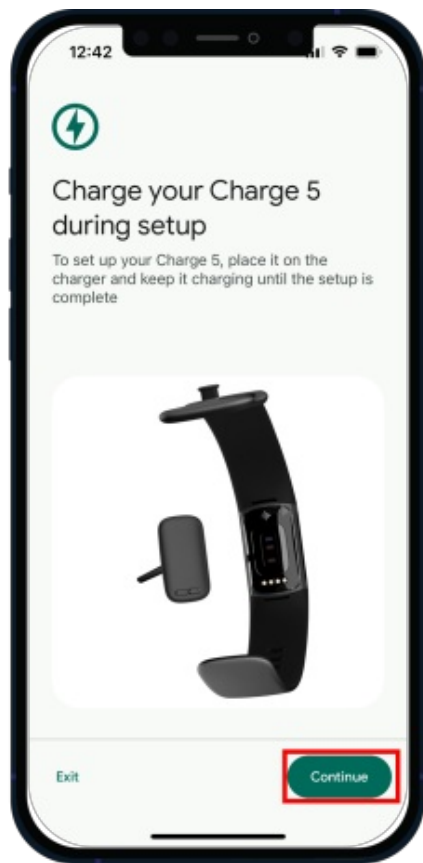 12:42
Charge your Charge 5
during setup
To set up your Charge 5, place it on the
charger and keep it charging until the setup is
complete
Exit
Continue